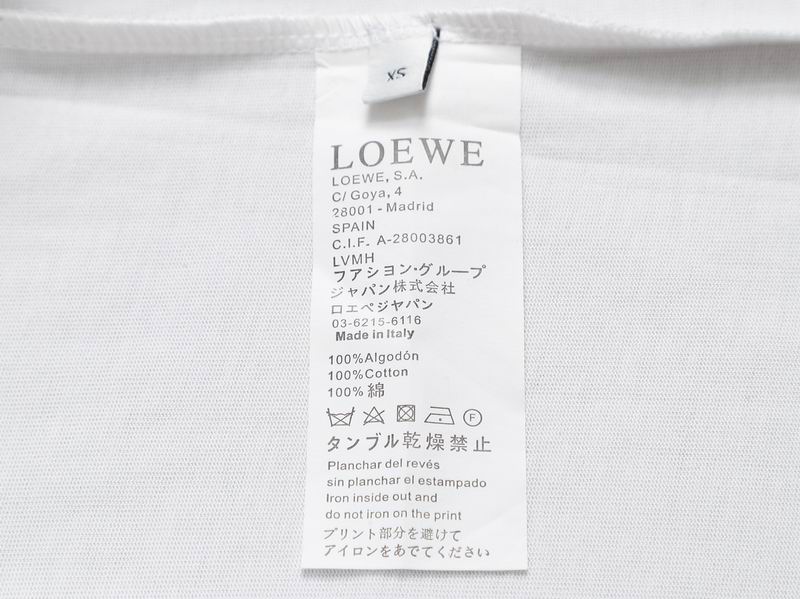 XS
LOEWE
LOEWE, S.A.
C/ Goya, 4
28001 - Madrid
SPAIN
C.I.F. A-28003861
LVMH
フアション・グループ
ジャパン株式会社
ロエベジヤパン
03-6215-6116
Made in Italy
100%Algodón
100%Cotton
100% 綿
F
タンブル乾燥禁止
Planchar del revés
sin planchar el estampado
Iron inside out and
do not iron on the print
プリント部分を避けて
アイロンをあでてください